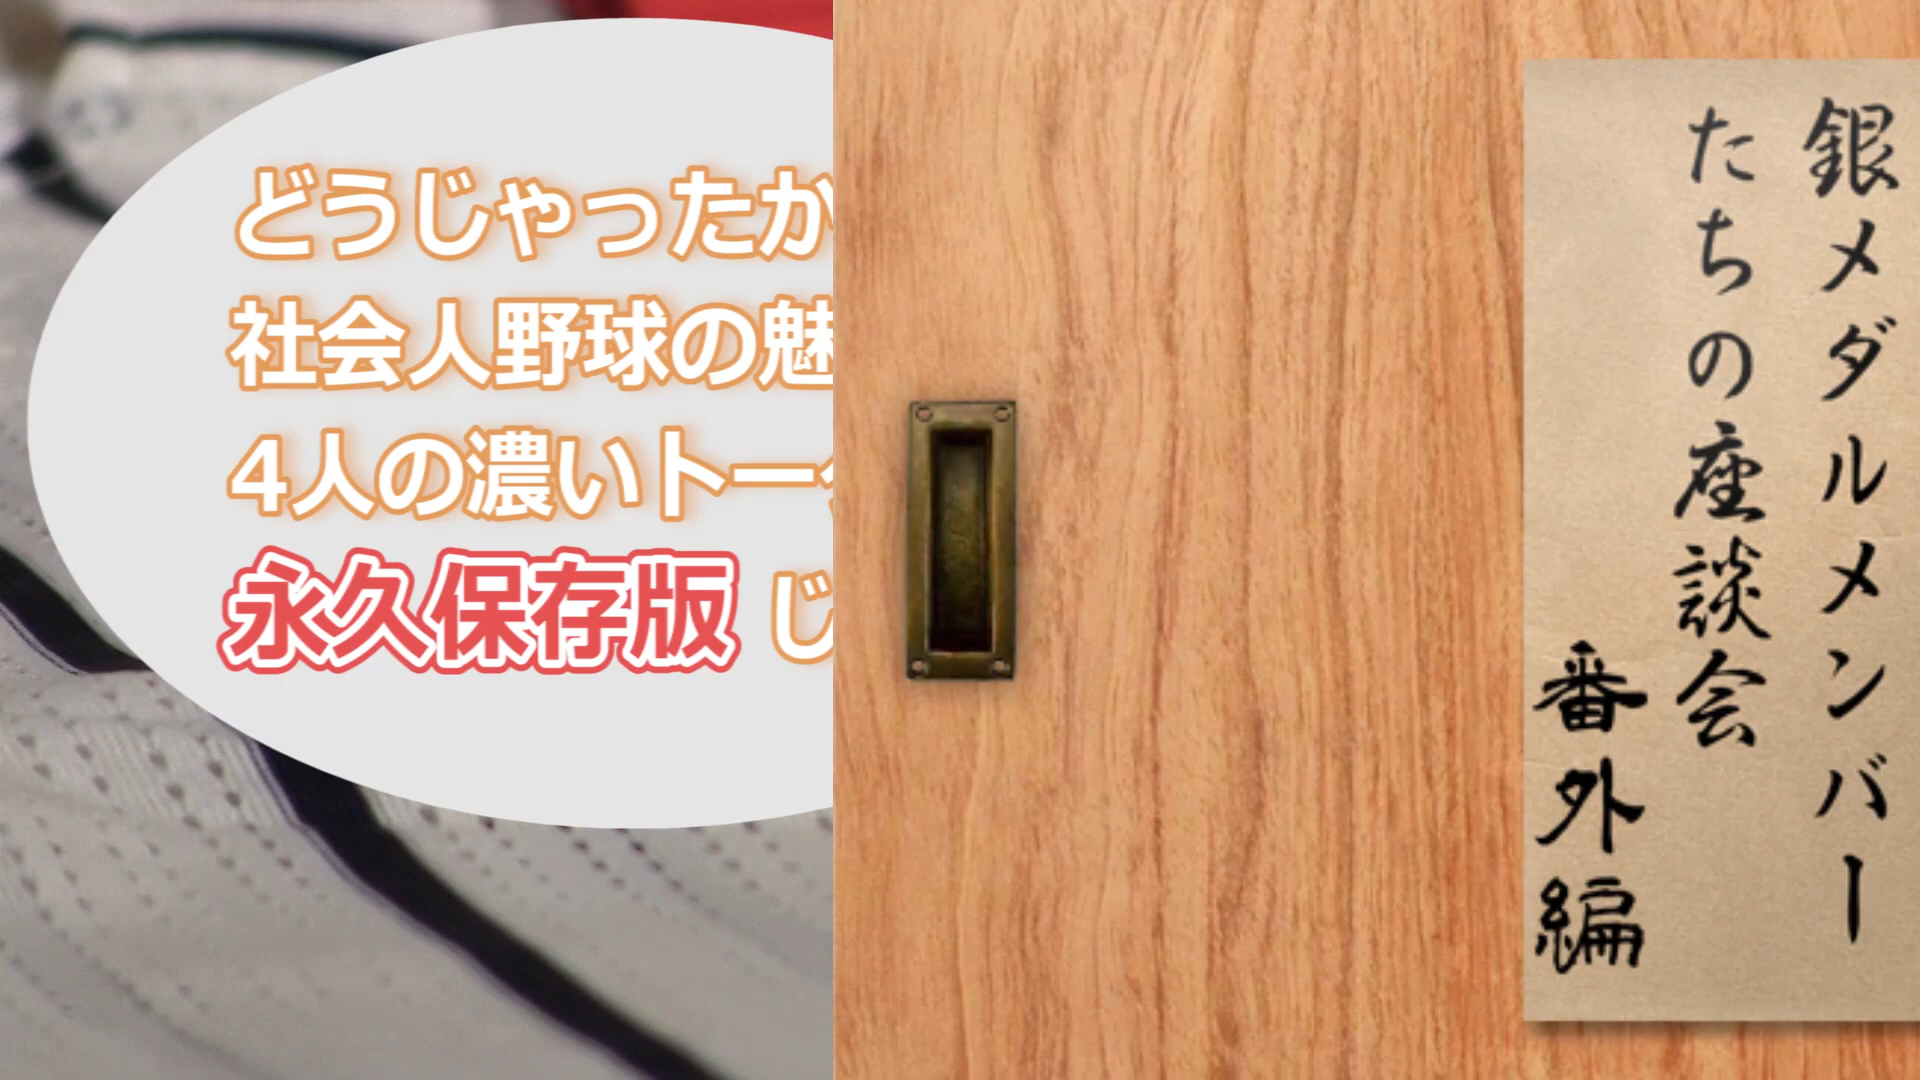 どうじゃったか
社会人野球の魅
4人の濃いトーク
永久保存版 じ
銀メダルメンバー
たちの座談会
番外編